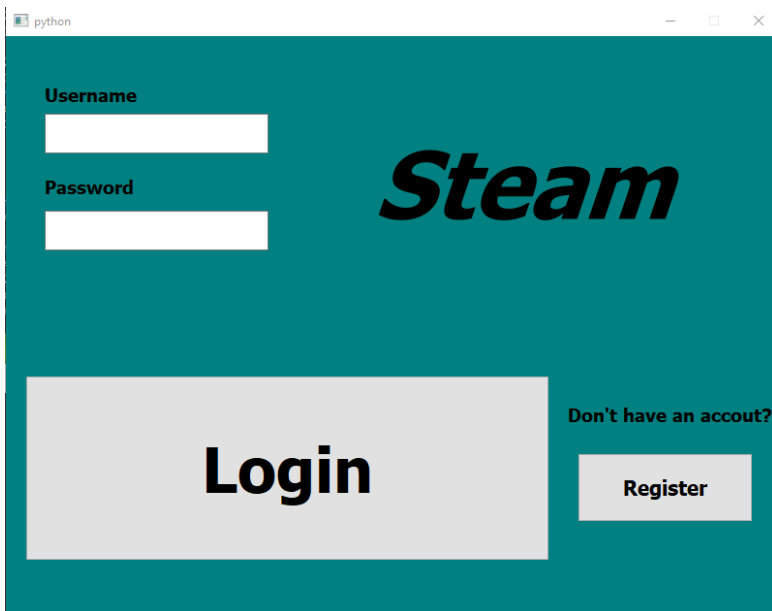 python
Username
Password
Steam
Login
Don't have an accout?
Register